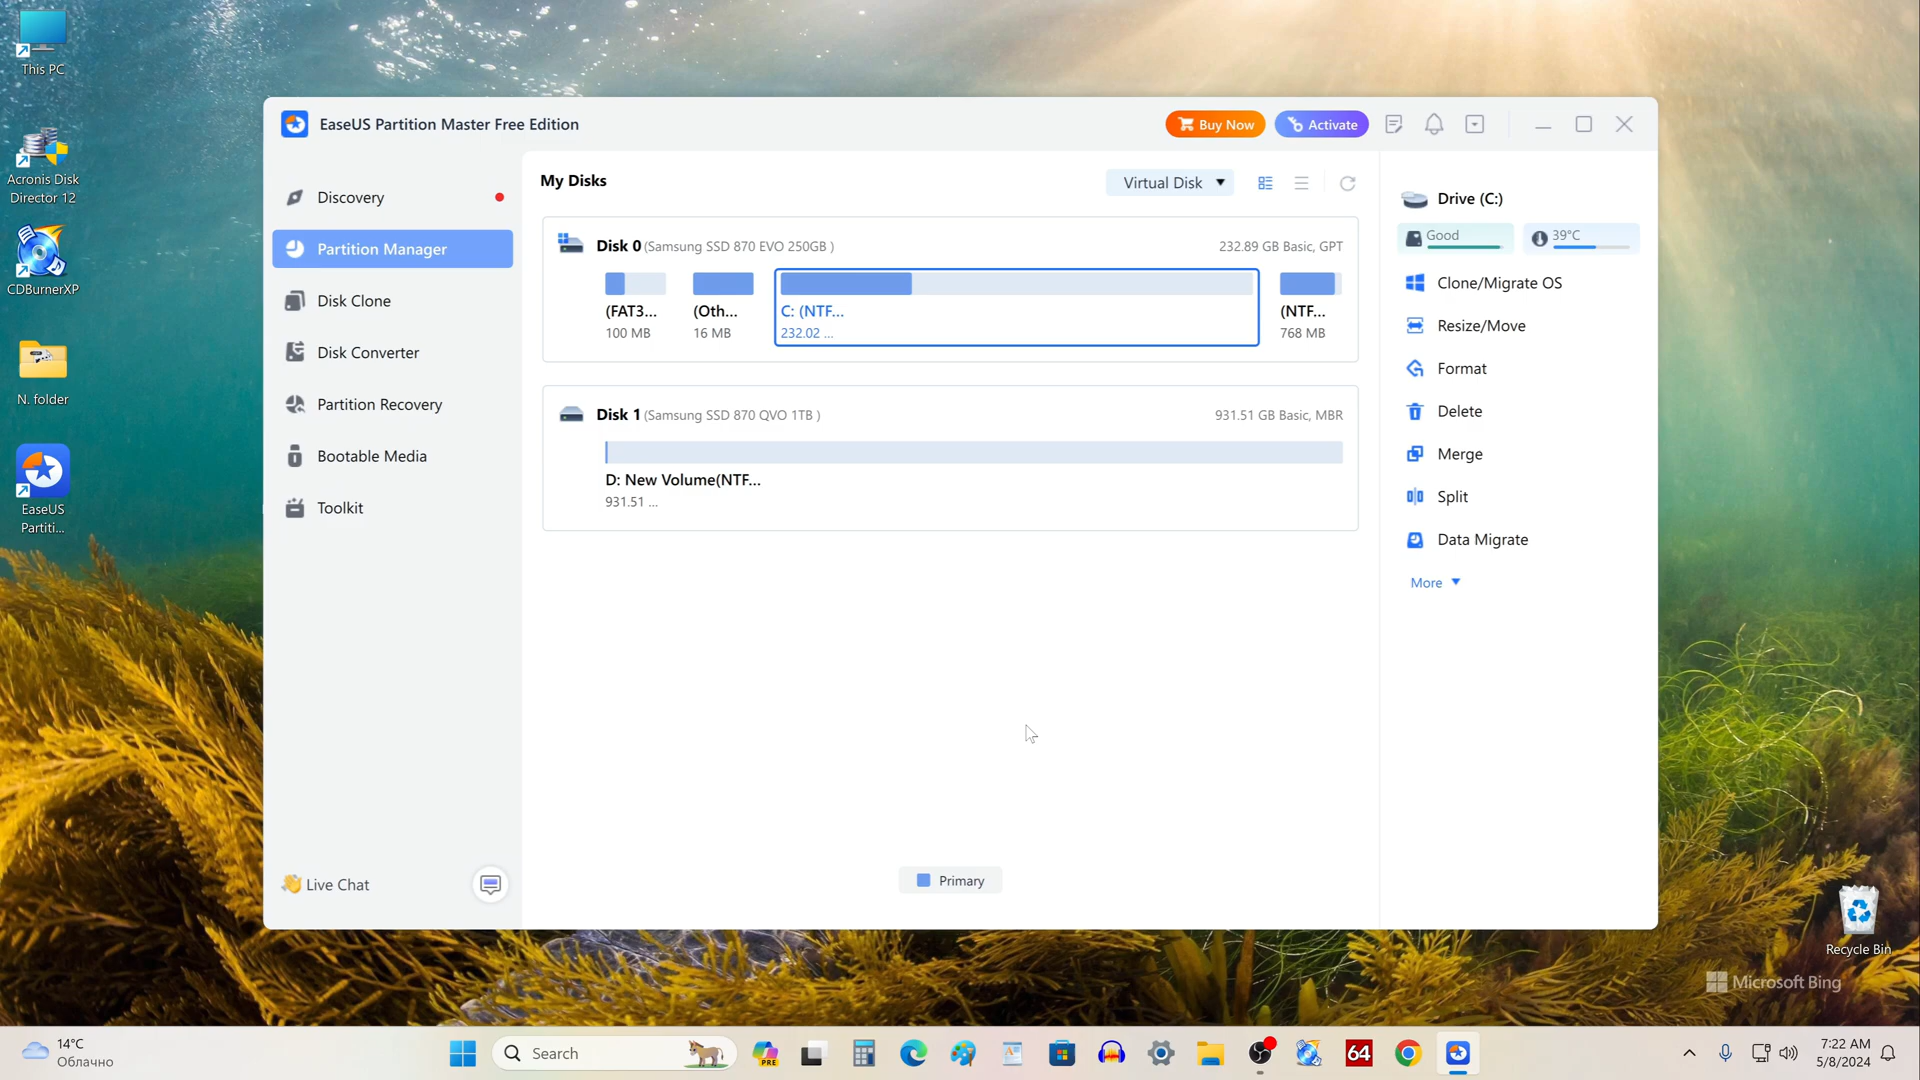 This PC
Acronis Disk
Director 12
CDBurnerXP
N. folder
EaseUS
Partiti...
EaseUS Partition Master Free Edition
Buy Now
Activate
Discovery
Partition Manager
Disk Clone
Disk Converter
Partition Recovery
Bootable Media
Toolkit
Live Chat
My Disks
Virtual Disk
Disk 0 (Samsung SSD 870 EVO 250GB )
232.89 GB Basic, GPT
(FAT3...
100 MB
(Oth...
16 MB
C: (NTF...
232.02 ...
(NTF...
768 MB
Disk 1 (Samsung SSD 870 QVO 1TB )
931.51 GB Basic, MBR
D: New Volume(NTF...
931.51 ...
Primary
Drive (C:)
Good
39°C
Clone/Migrate OS
Resize/Move
Format
Delete
Merge
Split
Data Migrate
More
Recycle Bin
Microsoft Bing
14°C
Облачно
Search
PRE
64
7:22 AM
5/8/2024